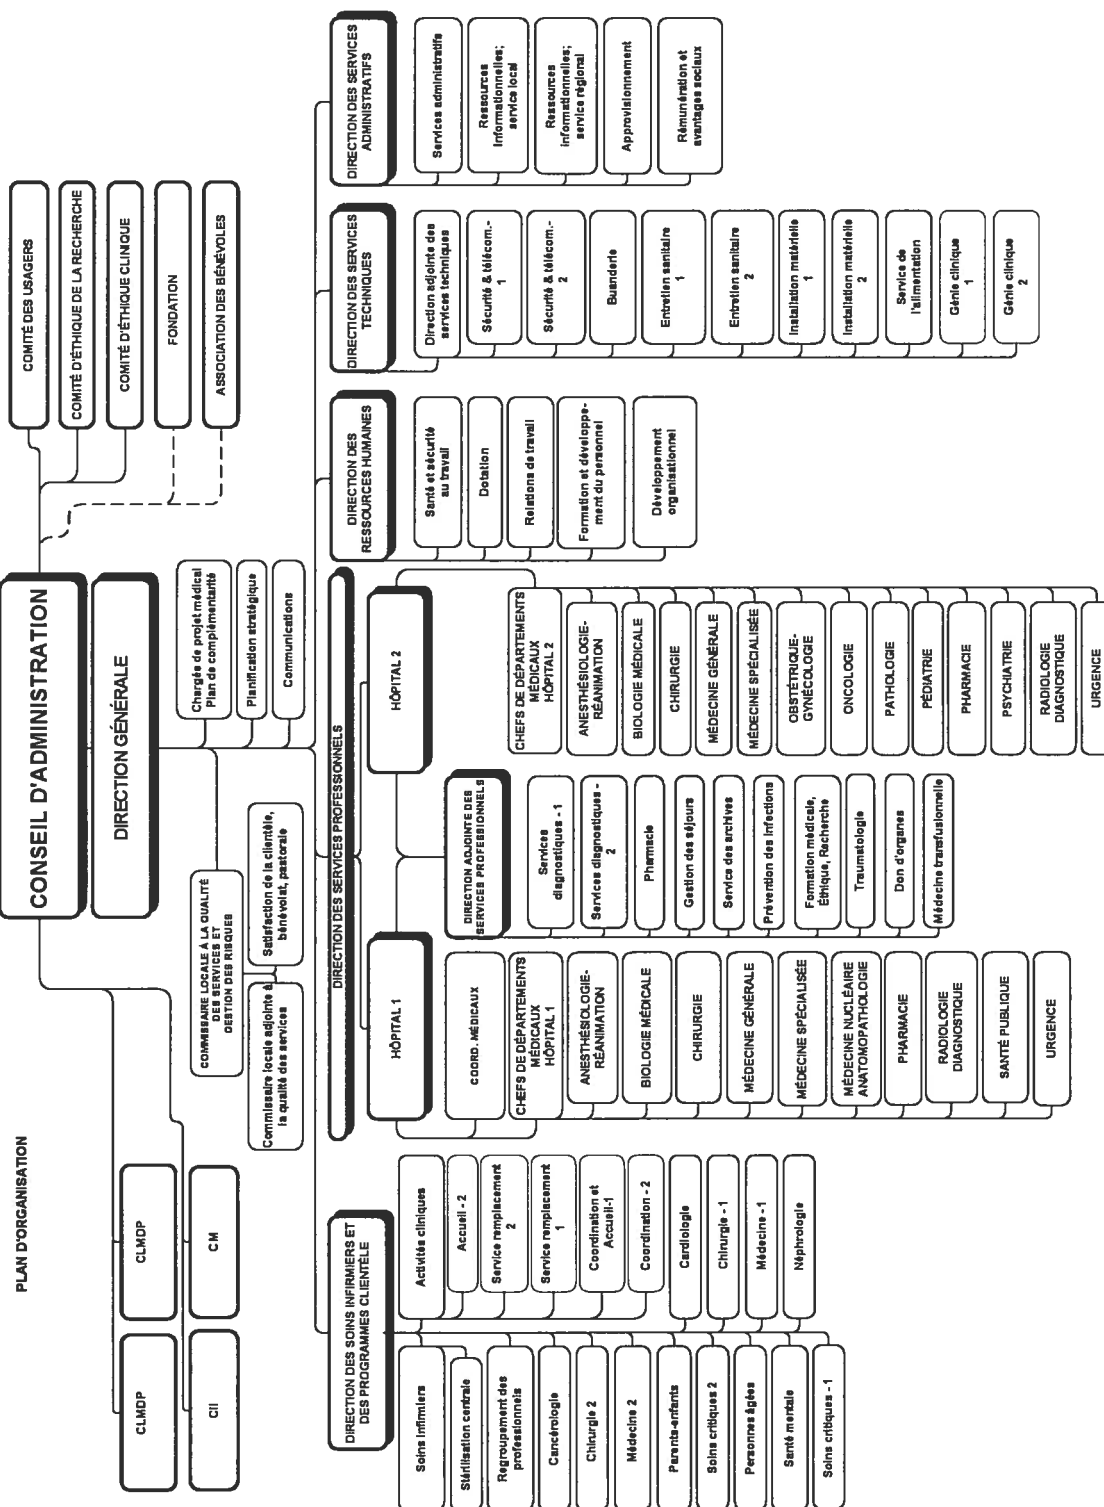 PLAN D'ORGANISATION
CONSEIL D'ADMINISTRATION
DIRECTION GÉNÉRALE
COMITÉ DES USAGERS
COMITÉ D'ÉTHIQUE DE LA RECHERCHE
COMITÉ D'ÉTHIQUE CLINIQUE
FONDATION
ASSOCIATION DES BÉNÉVOLES
CLMDP
CLMDP
CII
CM
Chargés de projet médical
Plan de complémentarité
Planification stratégique
Communications
COMMISSAIRE LOCALE À LA QUALITÉ
DES SERVICES ET
GESTION DES RISQUES
Commissaire locale adjointe à
la qualité des services
Satisfaction de la clientèle,
bénévolat, pastorale
DIRECTION DES SOINS INFIRMIERS ET
DES PROGRAMMES CLIENTÈLE
Soins infirmiers
Stérilisation centrale
Regroupement des
professionnels
Cancérologie
Chirurgie 2
Médecine 2
Parents-enfants
Soins critiques 2
Personnes âgées
Santé mentale
Soins critiques - 1
Activités cliniques
Accueil - 2
Service remplacement
2
Service remplacement
1
Coordination et
Accueil-1
Coordination - 2
Cardiologie
Chirurgie - 1
Médecine - 1
Néphrologie
DIRECTION DES SERVICES PROFESSIONNELS
HÔPITAL 1
COORD. MÉDICAUX
CHEFS DE DÉPARTEMENTS
MÉDICAUX
HÔPITAL 1
ANESTHÉSIOLOGIE-
RÉANIMATION
BIOLOGIE MÉDICALE
CHIRURGIE
MÉDECINE GÉNÉRALE
MÉDECINE SPÉCIALISÉE
MÉDECINE NUCLÉAIRE
ANATOMOPATHOLOGIE
PHARMACIE
RADIOLOGIE
DIAGNOSTIQUE
SANTÉ PUBLIQUE
URGENCE
DIRECTION ADJOINTE DES
SERVICES PROFESSIONNELS
Services
diagnostiques - 1
Services diagnostiques -
2
Pharmacie
Gestion des séjours
Service des archives
Prévention des infections
Formation médicale,
Éthique, Recherche
Traumatologie
Don d'organes
Médecine transfusionnelle
HÔPITAL 2
CHEFS DE DÉPARTEMENTS
MÉDICAUX
HÔPITAL 2
ANESTHÉSIOLOGIE-
RÉANIMATION
BIOLOGIE MÉDICALE
CHIRURGIE
MÉDECINE GÉNÉRALE
MÉDECINE SPÉCIALISÉE
OBSTÉTRIQUE-
GYNÉCOLOGIE
ONCOLOGIE
PATHOLOGIE
PÉDIATRIE
PHARMACIE
PSYCHIATRIE
RADIOLOGIE
DIAGNOSTIQUE
URGENCE
DIRECTION DES
RESSOURCES HUMAINES
Santé et sécurité
au travail
Dotation
Relations de travail
Formation et développe-
ment du personnel
Développement
organisationnel
DIRECTION DES SERVICES
TECHNIQUES
Direction adjointe des
services techniques
Sécurité & télécom.-
1
Sécurité & télécom.-
2
Buanderie
Entretien sanitaire
1
Entretien sanitaire
2
Installation matérielle
1
Installation matérielle
2
Service de
l'alimentation
Génie clinique
1
Génie clinique
2
DIRECTION DES SERVICES
ADMINISTRATIFS
Services administratifs
Ressources
Informationnelles;
service local
Ressources
informationnelles;
service régional
Approvisionnement
Rémunération et
avantages sociaux